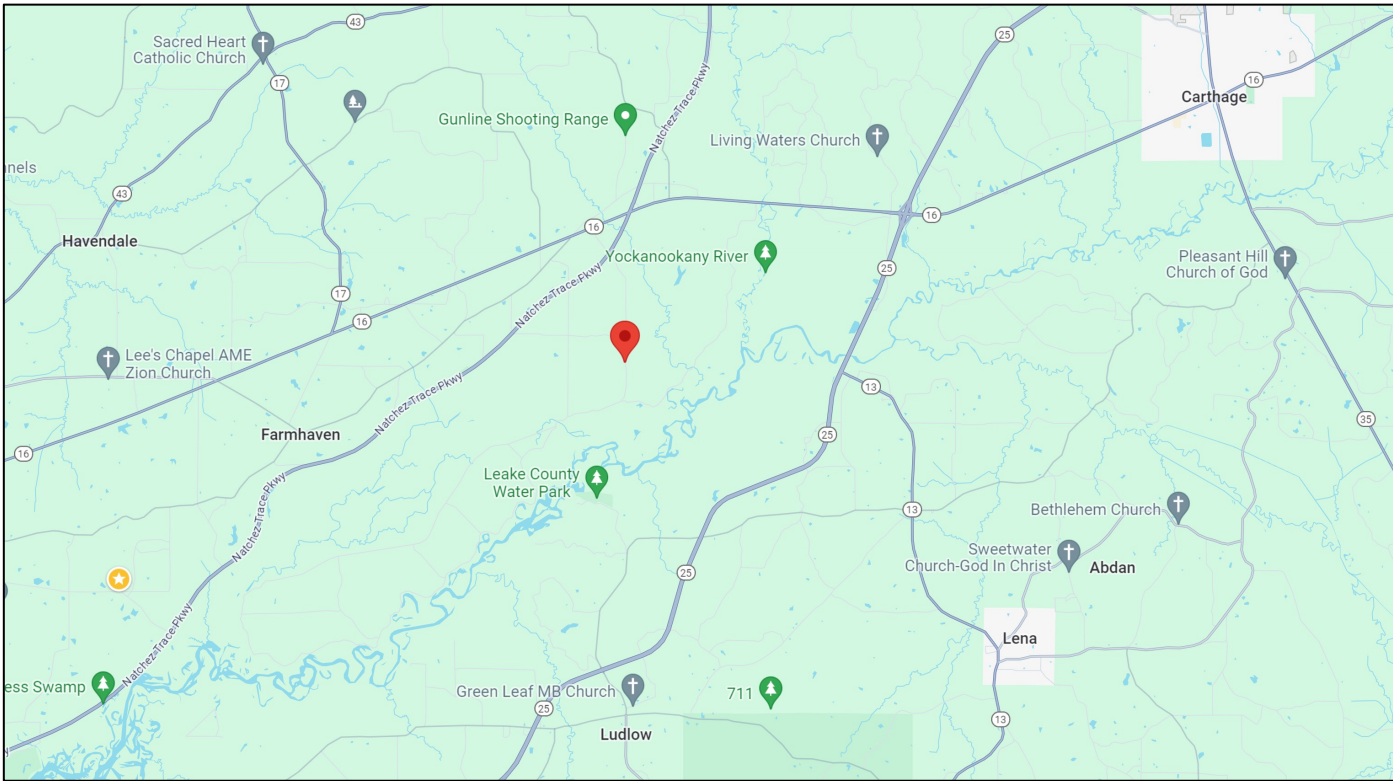 43
25
Sacred Heart
Catholic Church
17
16
Carthage
Gunline Shooting Range
Natchez Trace Pkwy
Living Waters Church
nnels
43
16
16
Havendale
Yockanookany River
25
Pleasant Hill
Church of God
17
16
Natchez Trace Pkwy
Lee's Chapel AME
Zion Church
Natchez Trace Pkwy
13
35
Farmhaven
25
16
Leake County
Water Park
Natchez Trace Pkwy
13
Bethlehem Church
Sweetwater
Church-God In Christ
Abdan
25
Natchez Trace Pkwy
Lena
ess Swamp
Green Leaf MB Church
711
25
13
Ludlow
y